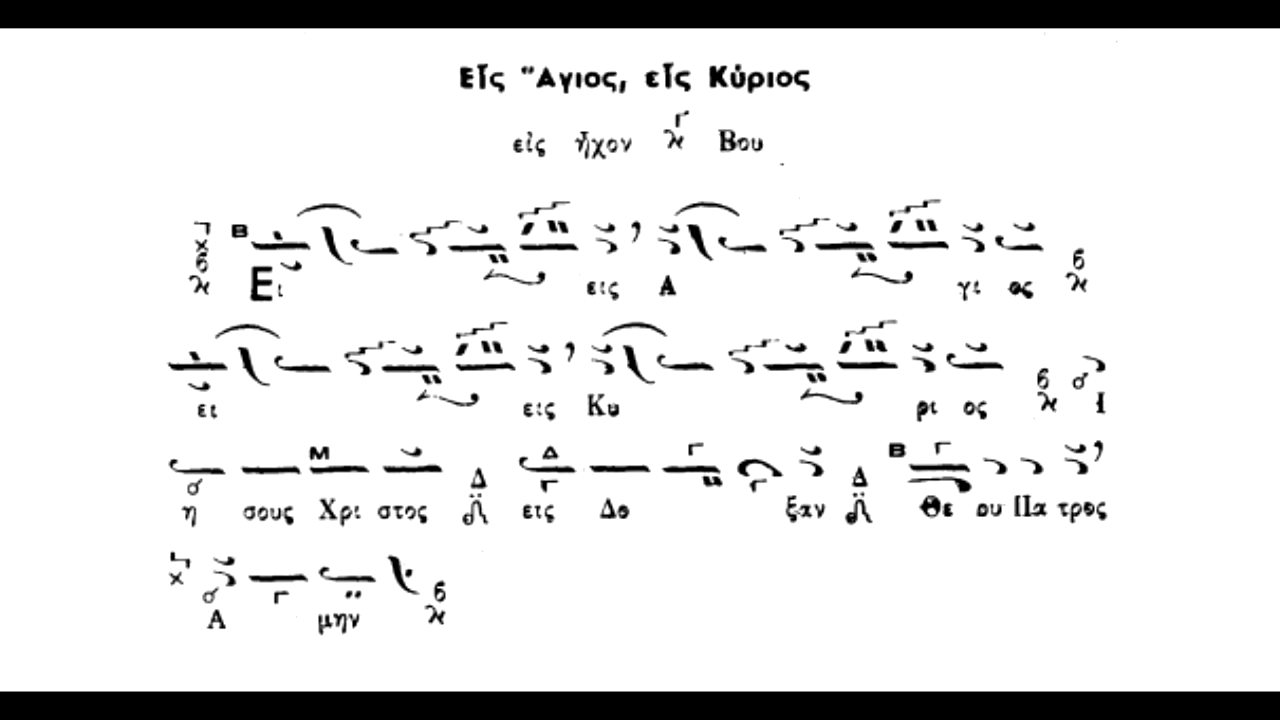 Εἷς Ἅγιος, εἷς Κύριος
εἰς ἦχον Βου
Ει εις Α γι ος
ει εις Κυ ρι ος Ι
η σους Χρι στος εις Δο ξαν Θε ου Πα τρος
Α μην